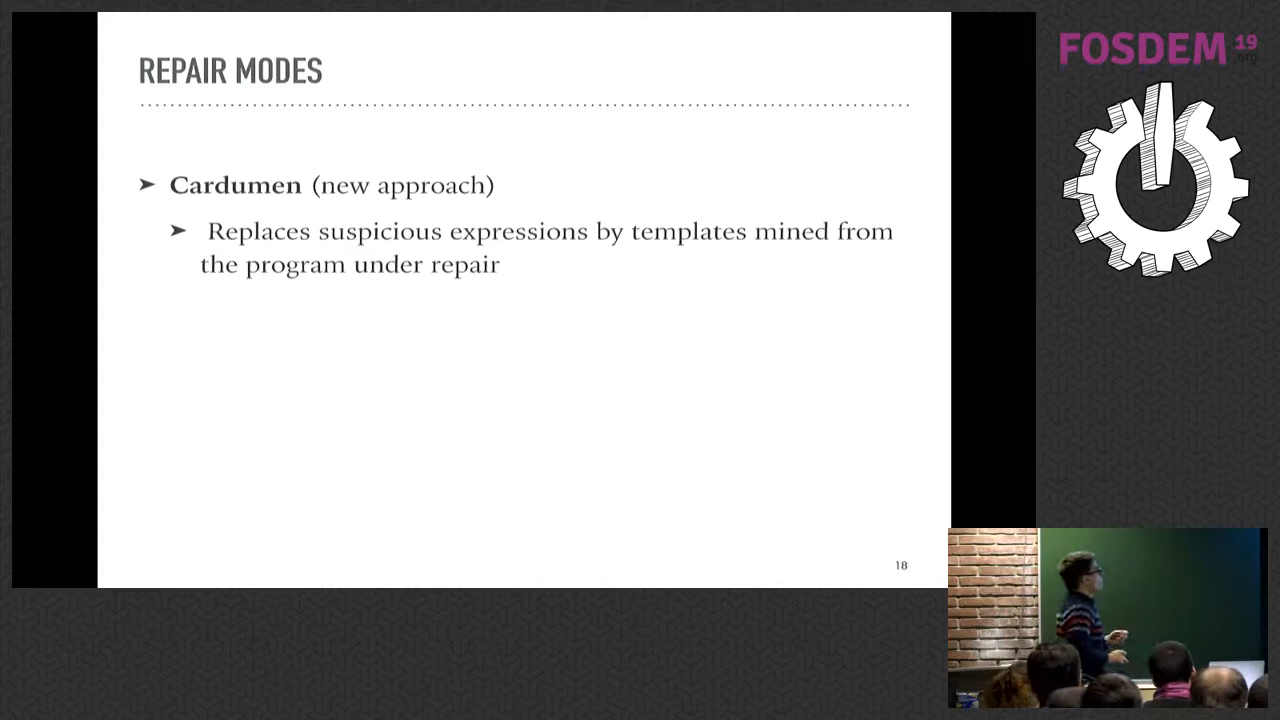 REPAIR MODES
➤ Cardumen (new approach)
➤ Replaces suspicious expressions by templates mined from
the program under repair
18
FOSDEM 19
.org